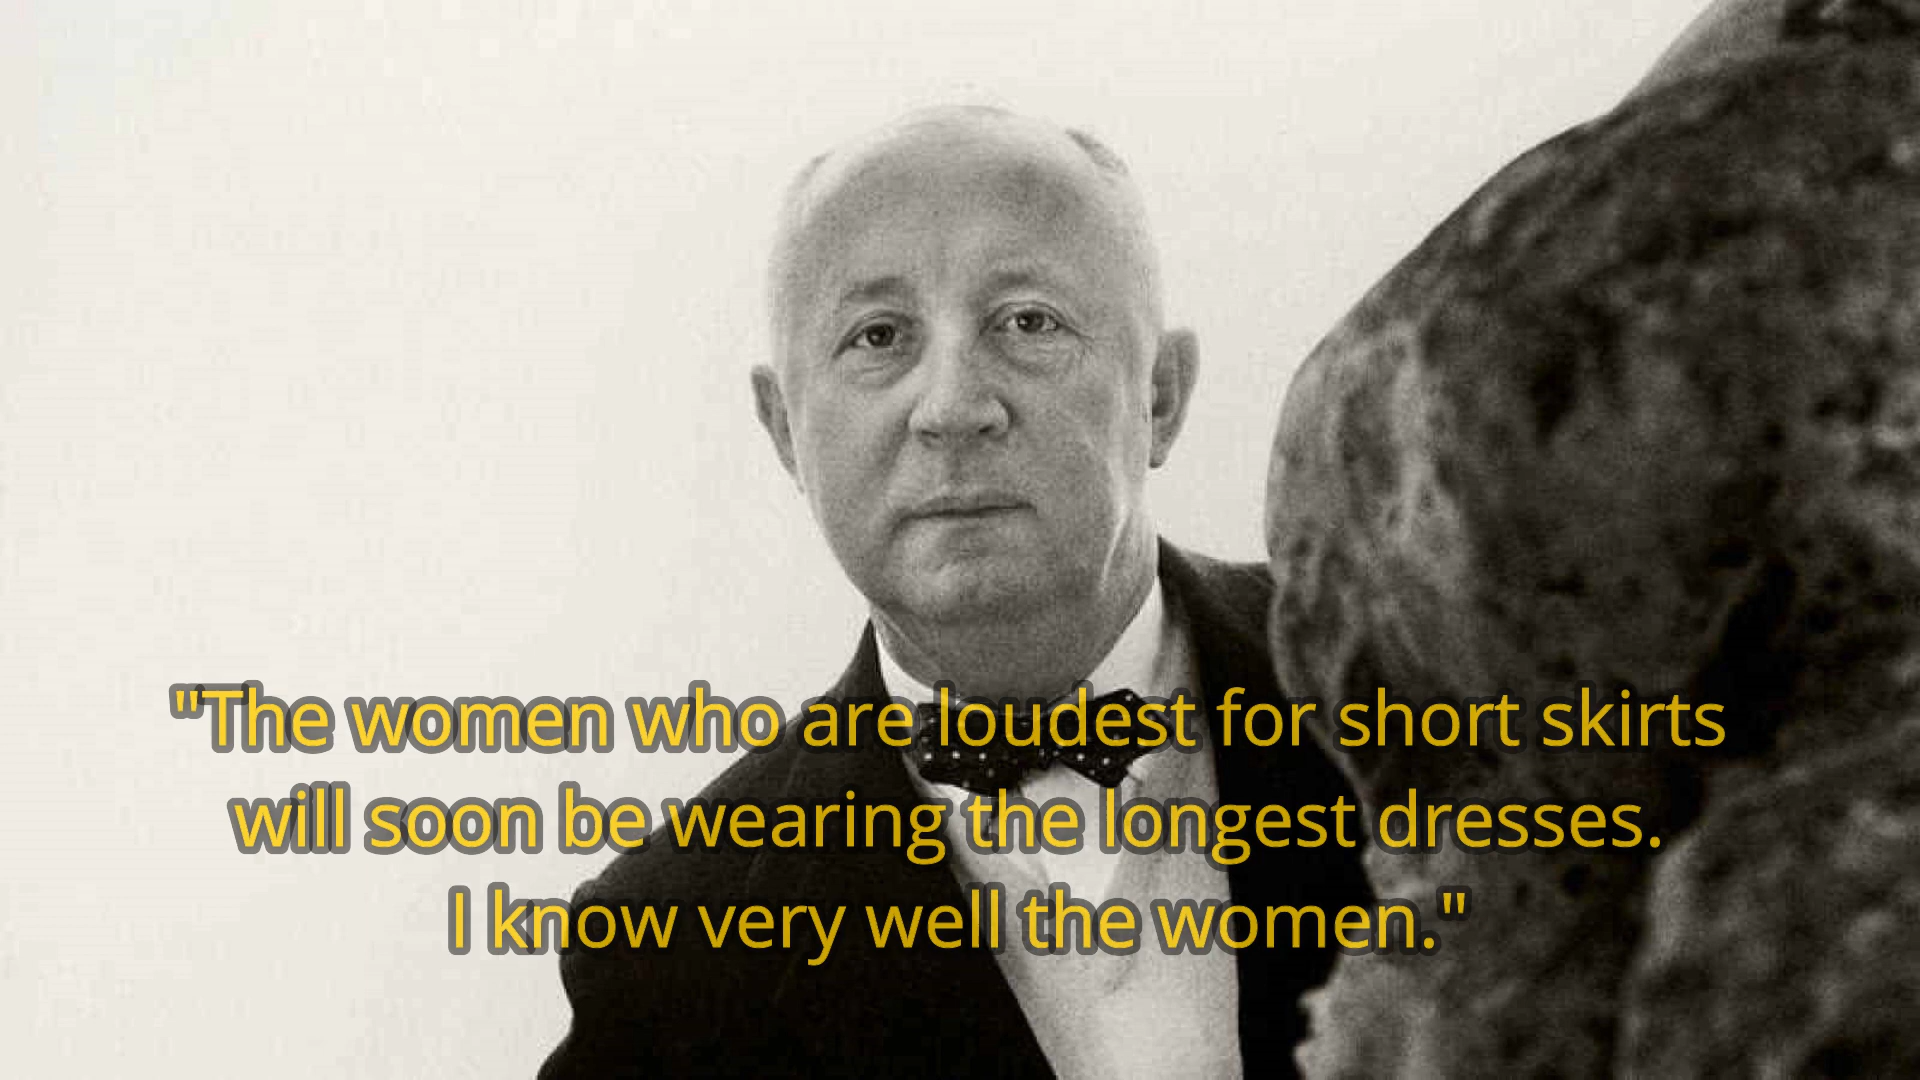 "The women who are loudest for short skirts
will soon be wearing the longest dresses.
I know very well the women."